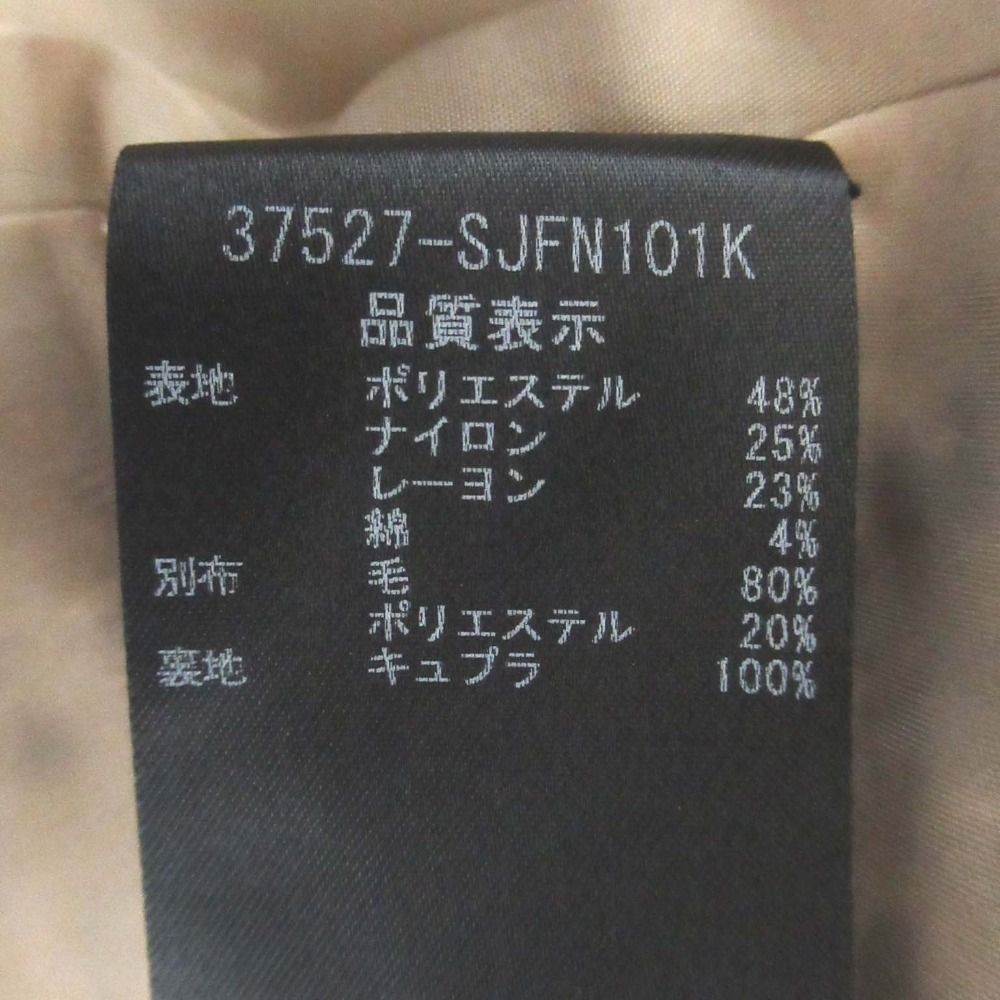 37527-SJFN101K
品質表示
表地 ポリエステル 48%
ナイロン 25%
レーヨン 23%
綿 4%
別布 毛 80%
ポリエステル 20%
裏地 キュプラ 100%